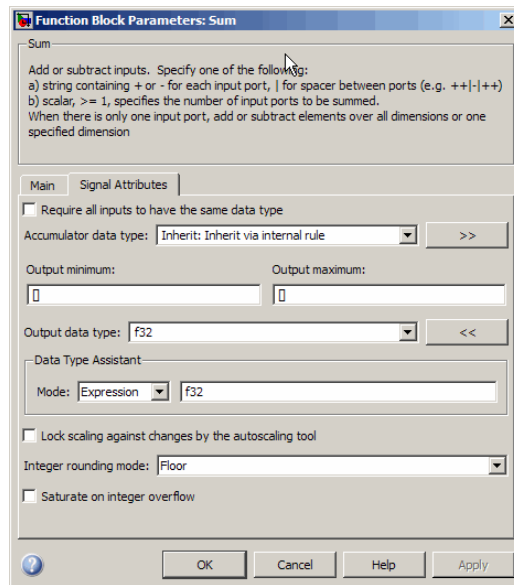 Function Block Parameters: Sum
Sum
Add or subtract inputs. Specify one of the following:
a) string containing + or - for each input port, | for spacer between ports (e.g. ++|-|++)
b) scalar, >= 1, specifies the number of input ports to be summed.
When there is only one input port, add or subtract elements over all dimensions or one
specified dimension
Main Signal Attributes
Require all inputs to have the same data type
Accumulator data type: Inherit: Inherit via internal rule >>
Output minimum: Output maximum:
[] []
Output data type: f32 <<
Data Type Assistant
Mode: Expression f32
Lock scaling against changes by the autoscaling tool
Integer rounding mode: Floor
Saturate on integer overflow
? OK Cancel Help Apply